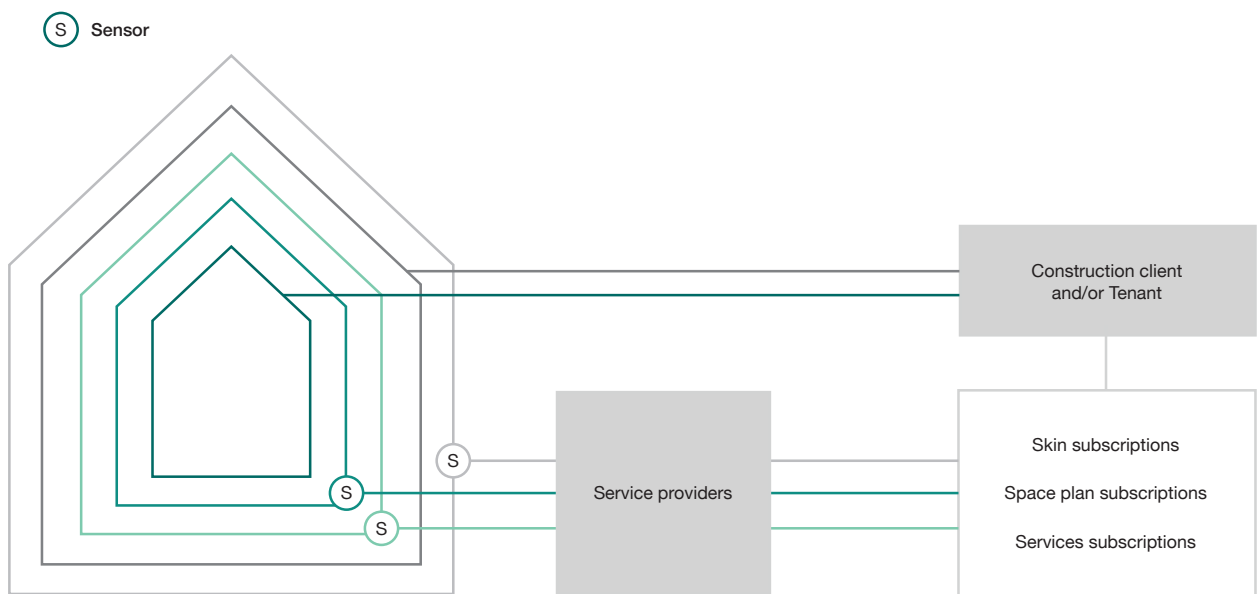 S Sensor
Construction client
and/or Tenant
S
Skin subscriptions
S
Service providers
Space plan subscriptions
S
Services subscriptions